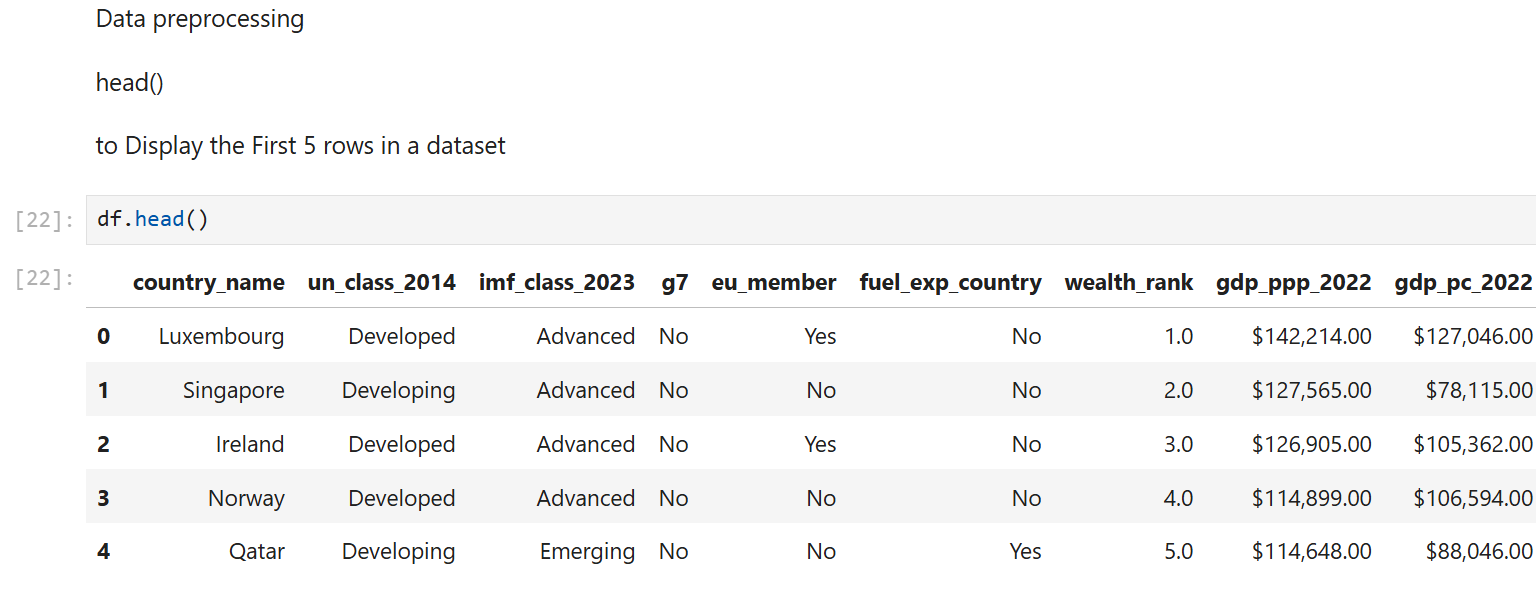 Data preprocessing
head()
to Display the First 5 rows in a dataset
[22]: df.head()
[22]: country_name un_class_2014 imf_class_2023 g7 eu_member fuel_exp_country wealth_rank gdp_ppp_2022 gdp_pc_2022
0 Luxembourg Developed Advanced No Yes No 1.0 $142,214.00 $127,046.00
1 Singapore Developing Advanced No No No 2.0 $127,565.00 $78,115.00
2 Ireland Developed Advanced No Yes No 3.0 $126,905.00 $105,362.00
3 Norway Developed Advanced No No No 4.0 $114,899.00 $106,594.00
4 Qatar Developing Emerging No No Yes 5.0 $114,648.00 $88,046.00